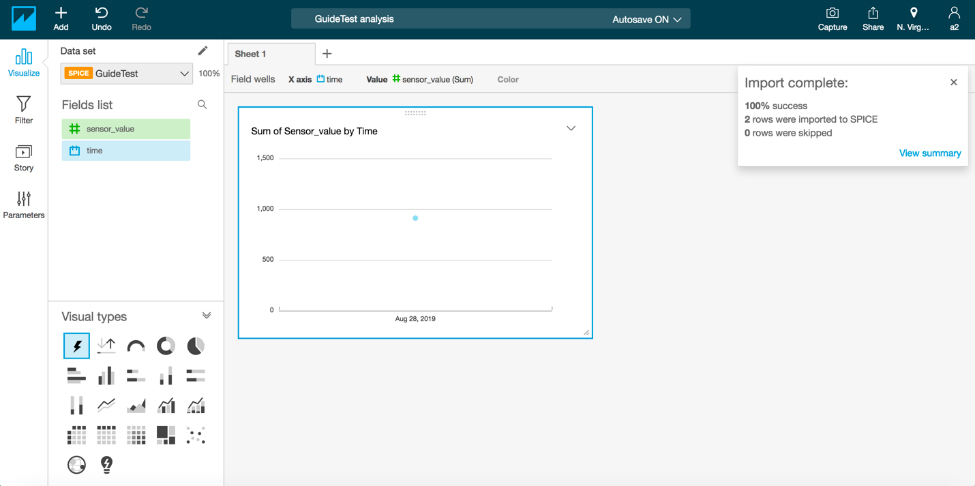 Add
Undo
Redo
GuideTest analysis
Autosave ON
Capture
Share
N. Virg...
a2
Visualize
Filter
Story
Parameters
Data set
SPICE GuideTest
100%
Fields list
sensor_value
time
Visual types
Sheet 1
Field wells X axis time Value sensor_value (Sum) Color
Sum of Sensor_value by Time
1,500
1,000
500
0
Aug 28, 2019
Import complete:
100% success
2 rows were imported to SPICE
0 rows were skipped
View summary